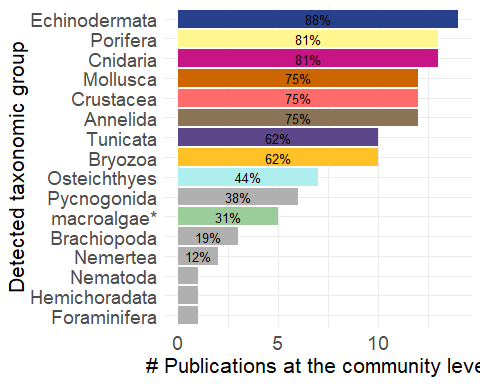 Detected taxonomic group
Echinodermata 88%
Porifera 81%
Cnidaria 81%
Mollusca 75%
Crustacea 75%
Annelida 75%
Tunicata 62%
Bryozoa 62%
Osteichthyes 44%
Pycnogonida 38%
macroalgae* 31%
Brachiopoda 19%
Nemertea 12%
Nematoda
Hemichoradata
Foraminifera
0 5 10
# Publications at the community leve